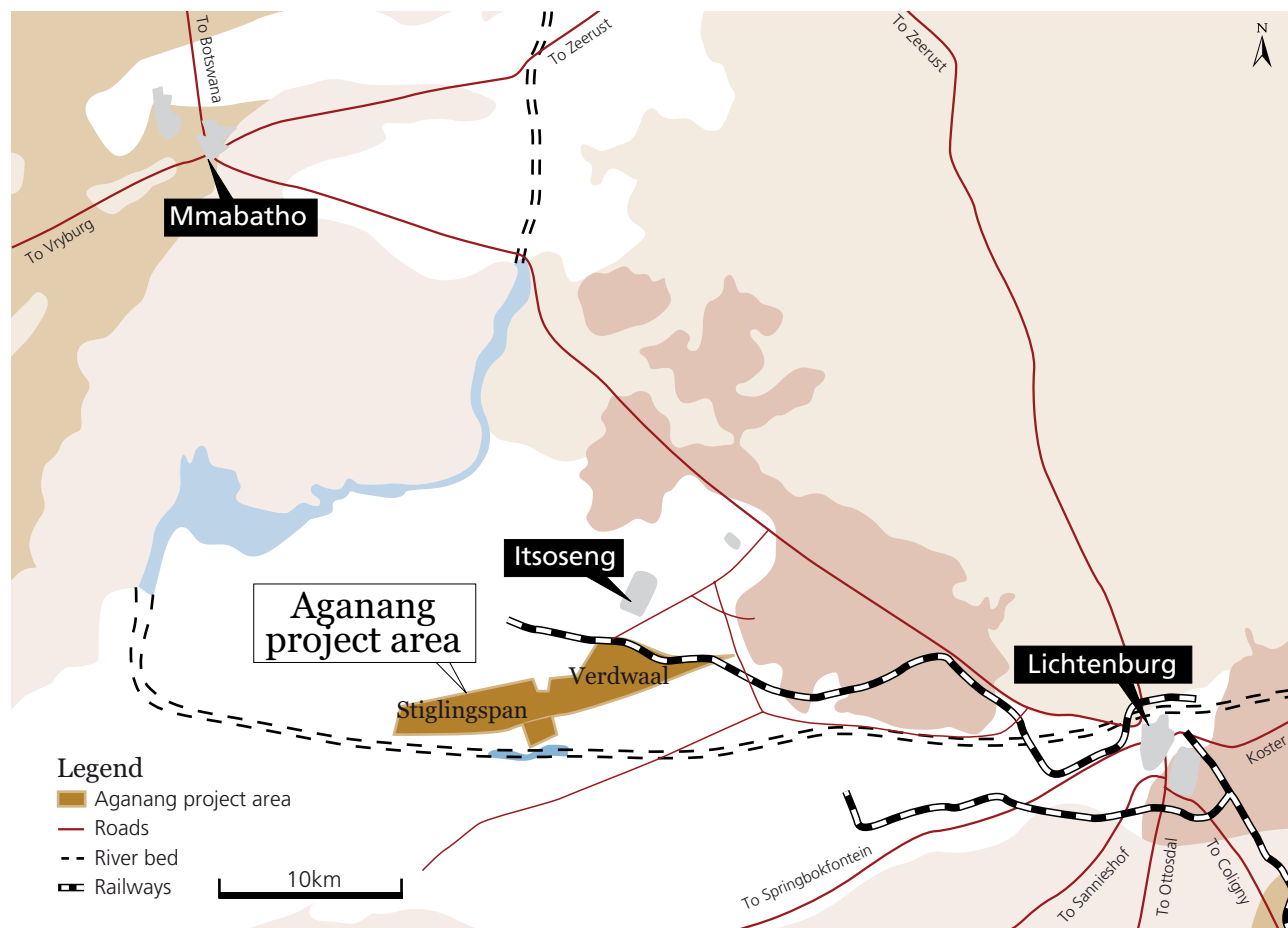 To Botswana
To Zeerust
To Zeerust
N
Mmabatho
To Vryburg
Itsoseng
Aganang
project area
Verdwaal
Stiglingspan
Lichtenburg
Koster
Legend
Aganang project area
Roads
River bed
Railways
10km
To Springbokfontein
To Sannieshof
To Ottosdal
To Coligny